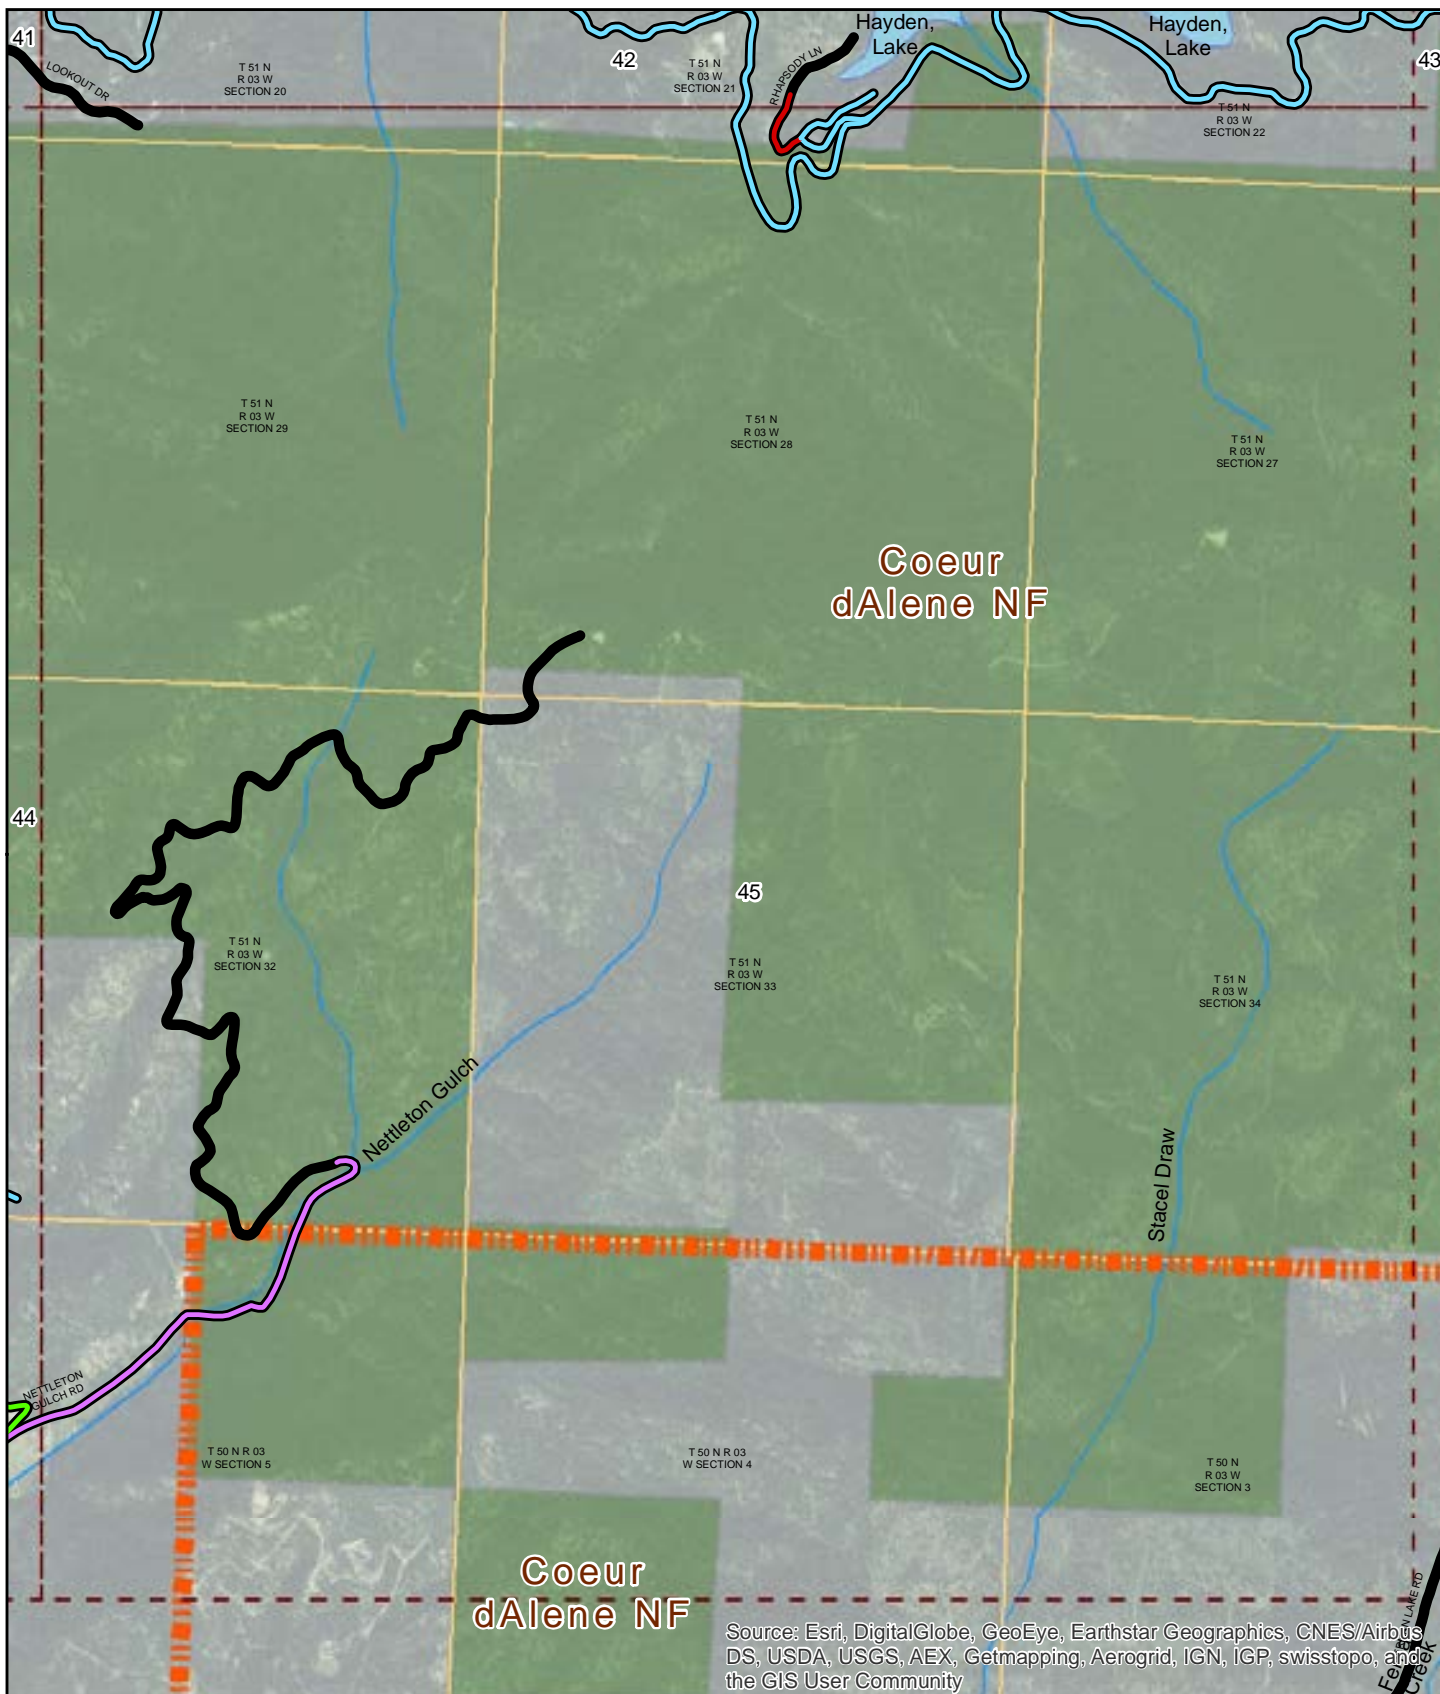 41
LOOKOUT DR
T 51 N
R 03 W
SECTION 20
42
T 51 N
R 03 W
SECTION 21
RHAPSODY LN
Hayden,
Lake
Hayden,
Lake
43
T 51 N
R 03 W
SECTION 22
T 51 N
R 03 W
SECTION 29
T 51 N
R 03 W
SECTION 28
T 51 N
R 03 W
SECTION 27
Coeur
dAlene NF
44
45
T 51 N
R 03 W
SECTION 32
T 51 N
R 03 W
SECTION 33
T 51 N
R 03 W
SECTION 34
Nettleton Gulch
Stacel Draw
NETTLETON
GULCH RD
T 50 N R 03
W SECTION 5
T 50 N R 03
W SECTION 4
T 50 N
R 03 W
SECTION 3
Coeur
dAlene NF
LAKE RD
Creek
Source: Esri, DigitalGlobe, GeoEye, Earthstar Geographics, CNES/Airbus
DS, USDA, USGS, AEX, Getmapping, Aerogrid, IGN, IGP, swisstopo, and
the GIS User Community